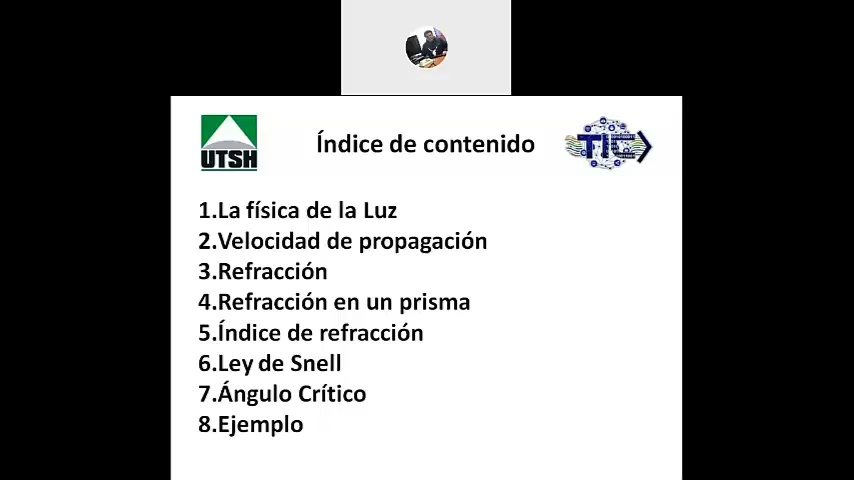 UTSH
Índice de contenido
TIC
1.La física de la Luz
2.Velocidad de propagación
3.Refracción
4.Refracción en un prisma
5.Índice de refracción
6.Ley de Snell
7.Ángulo Crítico
8.Ejemplo